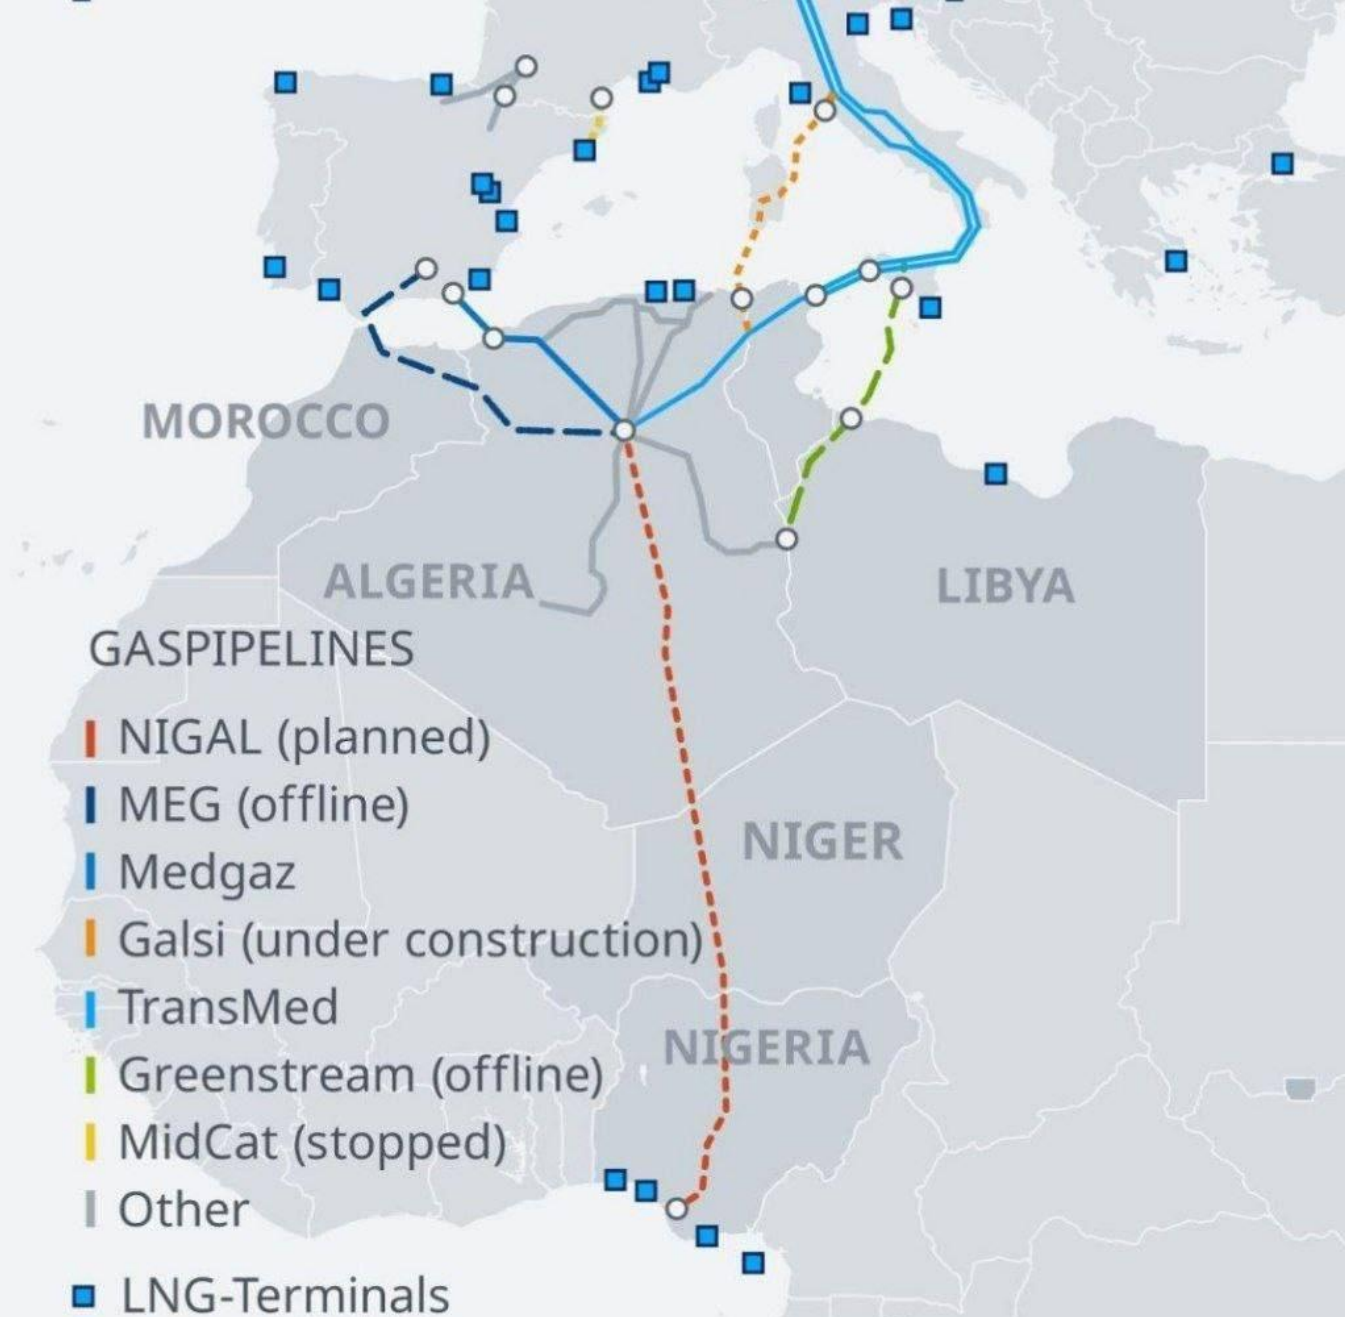 MOROCCO
ALGERIA
LIBYA
GASPIPELINES
NIGAL (planned)
MEG (offline)
Medgaz
NIGER
Galsi (under construction)
TransMed
NIGERIA
Greenstream (offline)
MidCat (stopped)
Other
LNG-Terminals